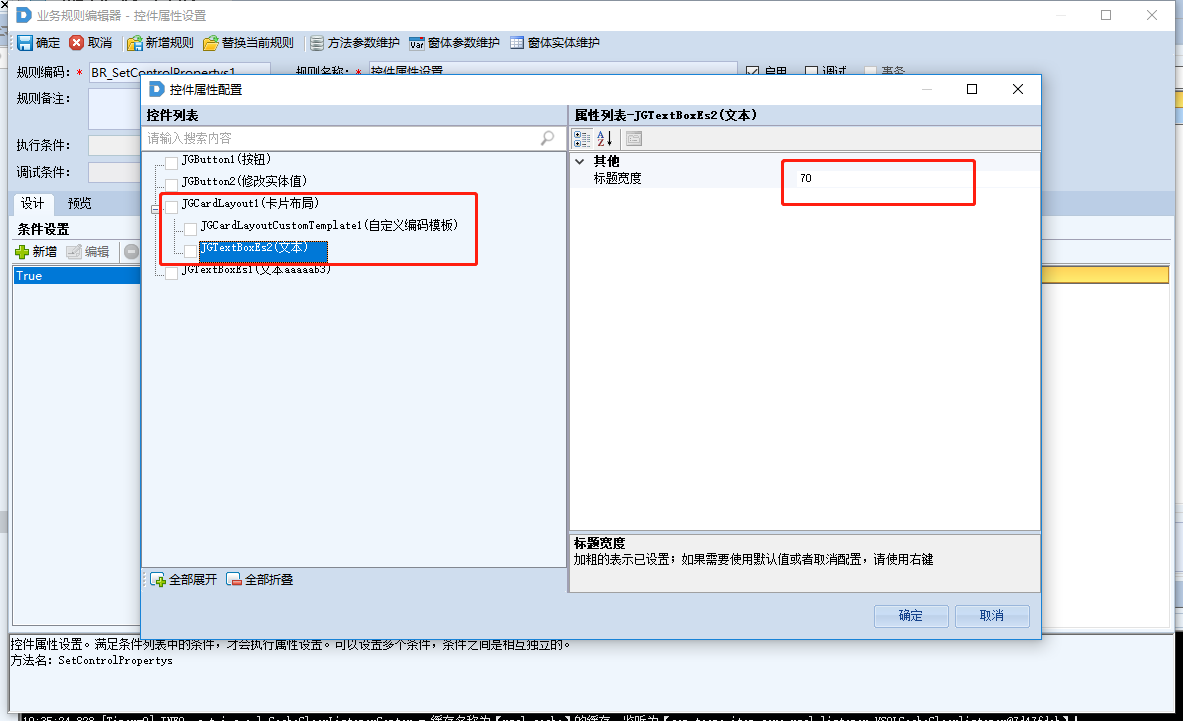 业务规则编辑器 - 控件属性设置
确定 取消 新增规则 替换当前规则 方法参数维护 窗体参数维护 窗体实体维护
规则编码: * BR_SetControlPropertys1 规则名称: * 控件属性设置 启用 调试 事务
规则备注:
执行条件:
调试条件:
设计 预览
条件设置
新增 编辑
True
控件属性配置
控件列表
请输入搜索内容
JGButton1(按钮)
JGButton2(修改实体值)
JGCardLayout1(卡片布局)
JGCardLayoutCustomTemplate1(自定义编码模板)
JGTextBoxEs2(文本)
JGTextBoxEs1(文本aaaaab3)
全部展开 全部折叠
属性列表-JGTextBoxEs2(文本)
其他
标题宽度 70
标题宽度
加粗的表示已设置；如果需要使用默认值或者取消配置，请使用右键
确定 取消
控件属性设置。满足条件列表中的条件，才会执行属性设置。可以设置多个条件，条件之间是相互独立的。
方法名: SetControlPropertys